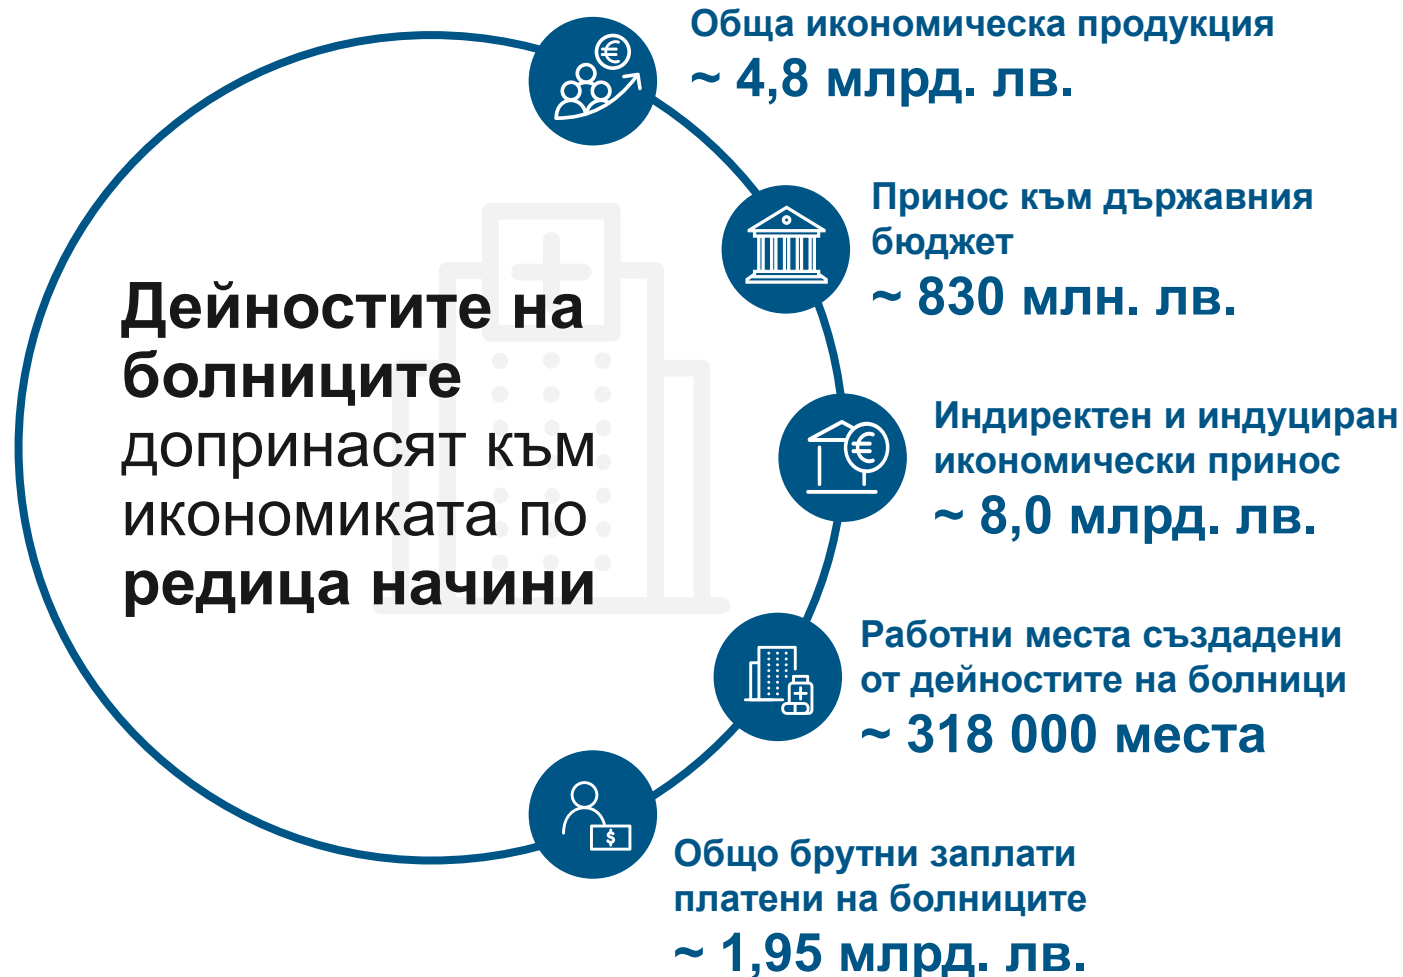 Обща икономическа продукция
~ 4,8 млрд. лв.
Принос към държавния
бюджет
~ 830 млн. лв.
Дейностите на
болниците
допринасят към
икономиката по
редица начини
Индиректен и индуциран
икономически принос
~ 8,0 млрд. лв.
Работни места създадени
от дейностите на болници
~ 318 000 места
Общо брутни заплати
платени на болниците
~ 1,95 млрд. лв.